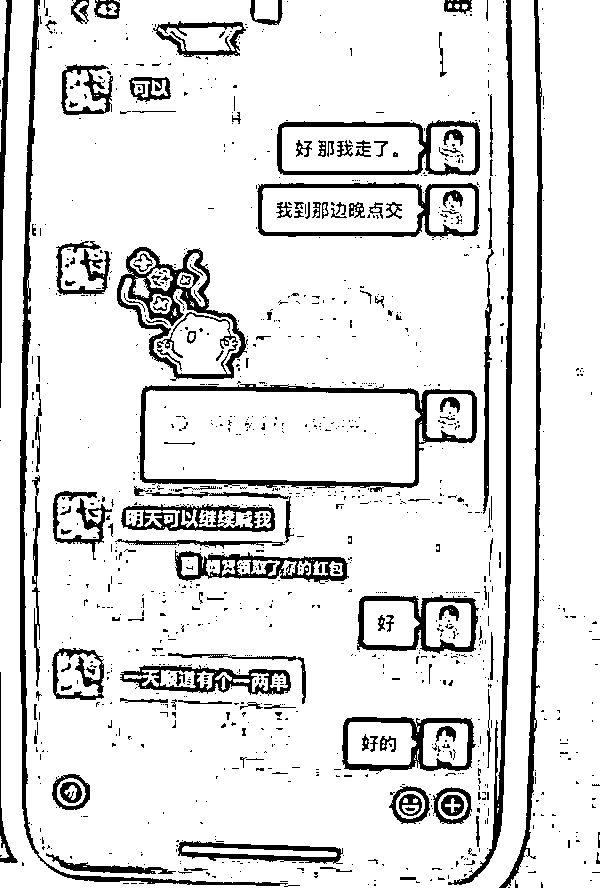 可以
好 那我走了。
我到那边晚点交
明天可以继续喊我
领取了你的红包
好
一天顺道有个一两单
好的